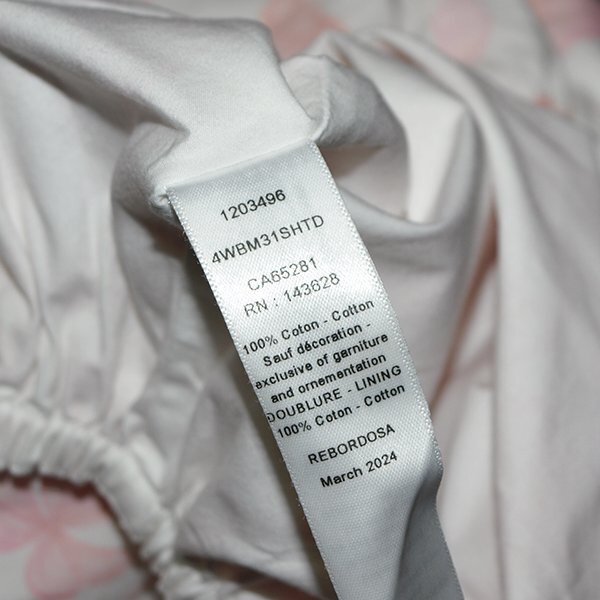 1203496
4WBM31SHTD
CA65281
RN : 143628
100% Coton - Cotton
Sauf décoration -
exclusive of garniture
and ornementation
DOUBLURE - LINING
100% Coton - Cotton
REBORDOSA
March 2024